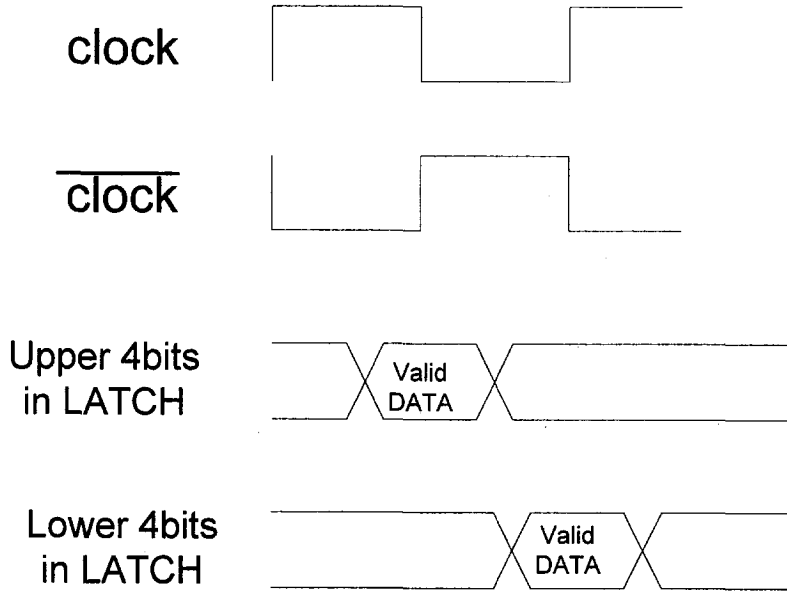 clock
clock
Upper 4bits
in LATCH
Valid
DATA
Lower 4bits
in LATCH
Valid
DATA